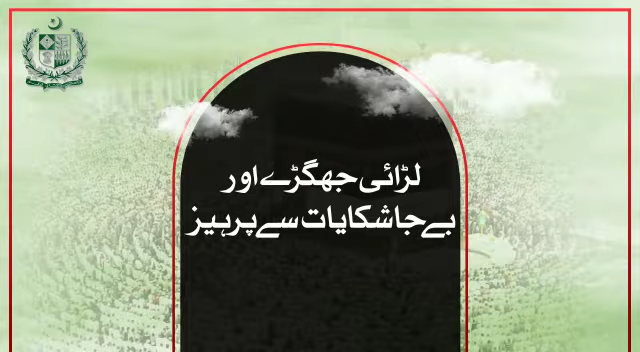 لڑائی جھگڑے اور
بے جا شکایات سے پرہیز